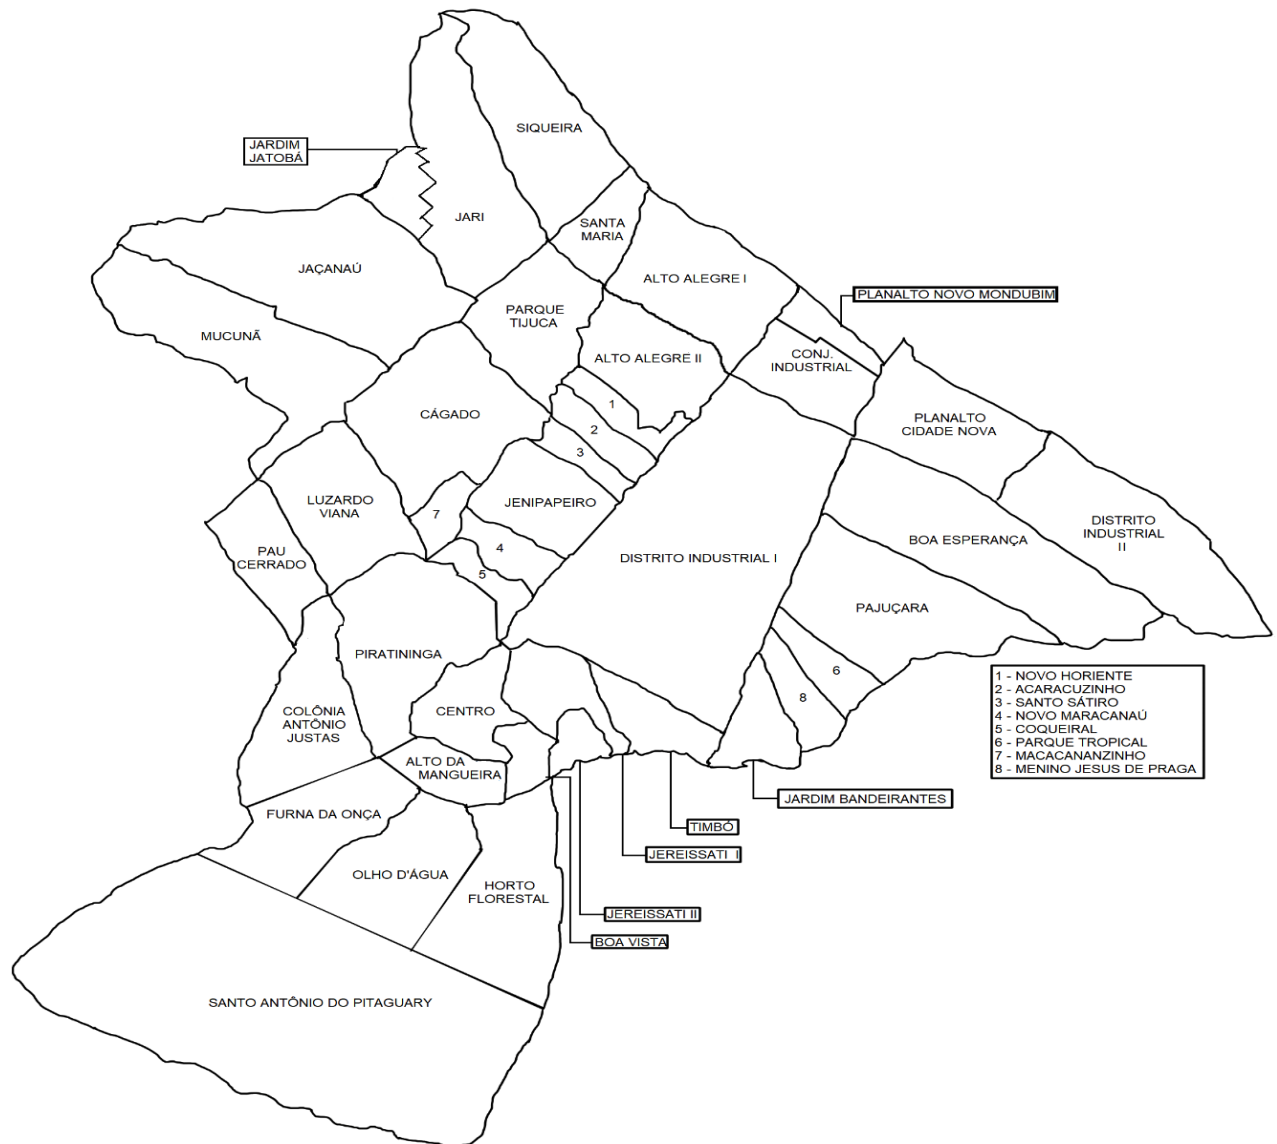 SIQUEIRA
JARDIM
JATOBÁ
JARI
SANTA
MARIA
JAÇANAÚ
ALTO ALEGRE I
PLANALTO NOVO MONDUBIM
PARQUE
TIJUCA
MUCUNÃ
ALTO ALEGRE II
CONJ.
INDUSTRIAL
1
CÁGADO
PLANALTO
CIDADE NOVA
2
3
LUZARDO
VIANA
JENIPAPEIRO
7
DISTRITO
INDUSTRIAL
II
BOA ESPERANÇA
4
PAU
CERRADO
DISTRITO INDUSTRIAL I
5
PAJUÇARA
PIRATININGA
6
8
1 - NOVO HORIENTE
2 - ACARACUZINHO
3 - SANTO SÁTIRO
4 - NOVO MARACANAÚ
5 - COQUEIRAL
6 - PARQUE TROPICAL
7 - MACACANANZINHO
8 - MENINO JESUS DE PRAGA
COLÔNIA
ANTÔNIO
JUSTAS
CENTRO
ALTO DA
MANGUEIRA
JARDIM BANDEIRANTES
FURNA DA ONÇA
TIMBÓ
JEREISSATI I
OLHO D'ÁGUA
HORTO
FLORESTAL
JEREISSATI II
BOA VISTA
SANTO ANTÔNIO DO PITAGUARY